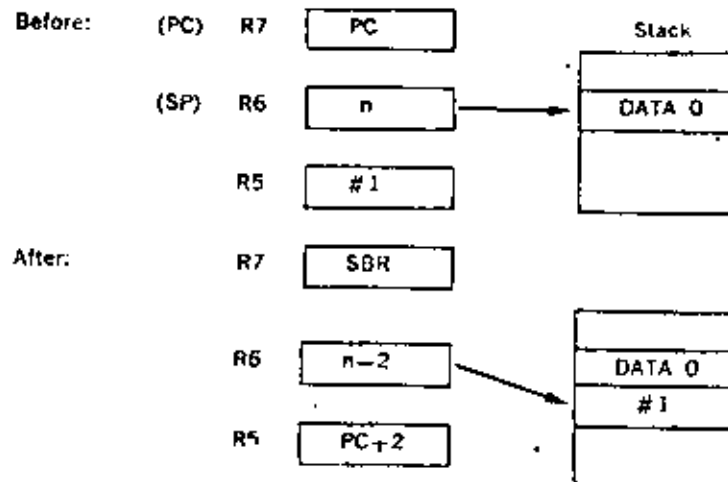 Before: (PC) R7 PC Stack
(SP) R6 n DATA 0
R5 #1
After: R7 SBR
R6 n-2 DATA 0
#1
R5 PC+2